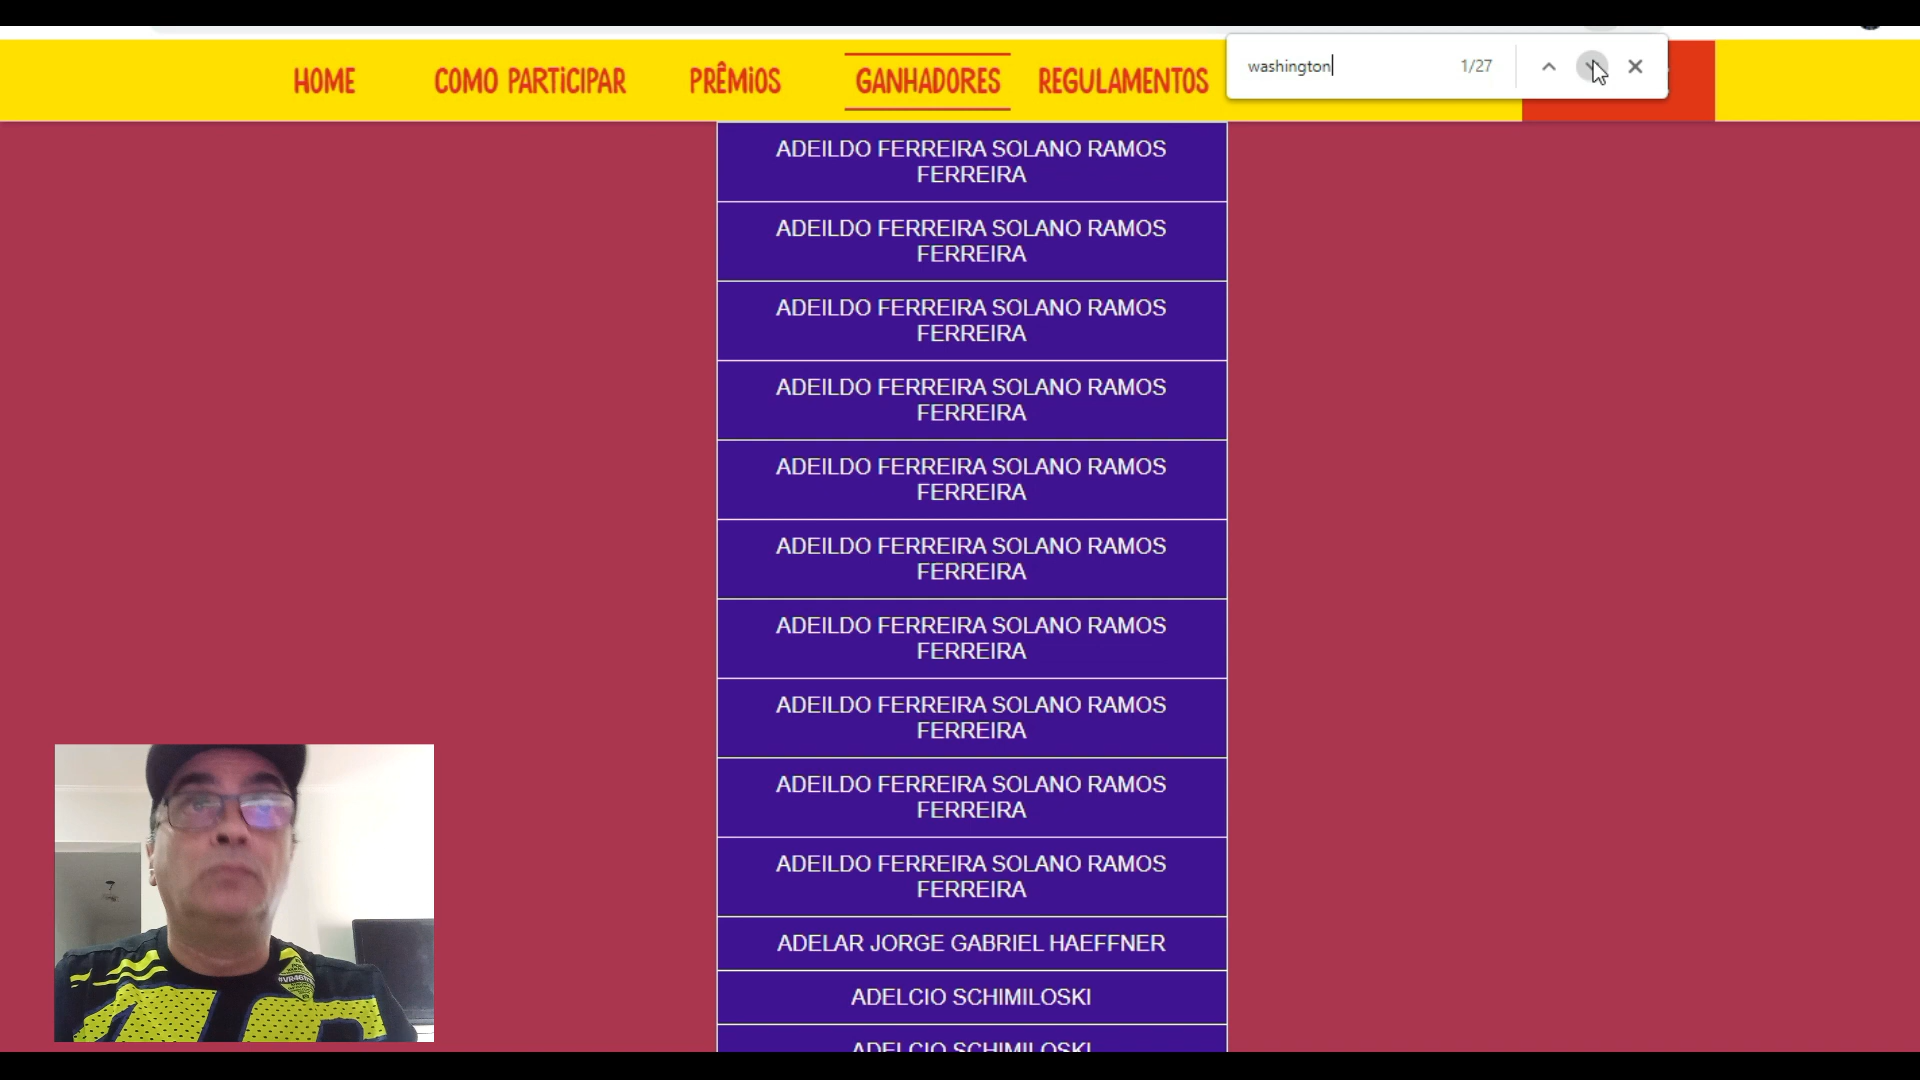 HOME
COMO PARTICIPAR
PRÊMIOS
GANHADORES
REGULAMENTOS
washington
1/27
ADEILDO FERREIRA SOLANO RAMOS
FERREIRA
ADEILDO FERREIRA SOLANO RAMOS
FERREIRA
ADEILDO FERREIRA SOLANO RAMOS
FERREIRA
ADEILDO FERREIRA SOLANO RAMOS
FERREIRA
ADEILDO FERREIRA SOLANO RAMOS
FERREIRA
ADEILDO FERREIRA SOLANO RAMOS
FERREIRA
ADEILDO FERREIRA SOLANO RAMOS
FERREIRA
ADEILDO FERREIRA SOLANO RAMOS
FERREIRA
ADEILDO FERREIRA SOLANO RAMOS
FERREIRA
ADEILDO FERREIRA SOLANO RAMOS
FERREIRA
ADELAR JORGE GABRIEL HAEFFNER
ADELCIO SCHIMILOSKI
ADELCIO SCHIMILOSKI